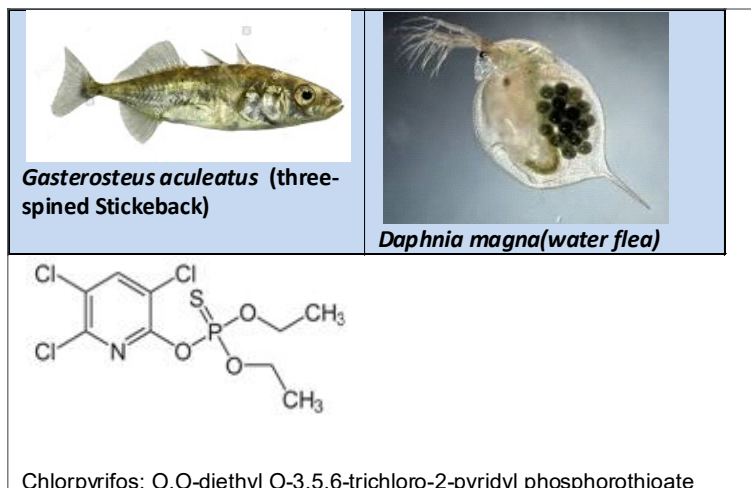 Gasterosteus aculeatus (three-
spined Stickeback)
Daphnia magna(water flea)
Cl
Cl
S
O
CH₃
P
Cl
N
O
O
CH₃
Chlorpyrifos: O,O-diethyl O-3,5,6-trichloro-2-pyridyl phosphorothioate